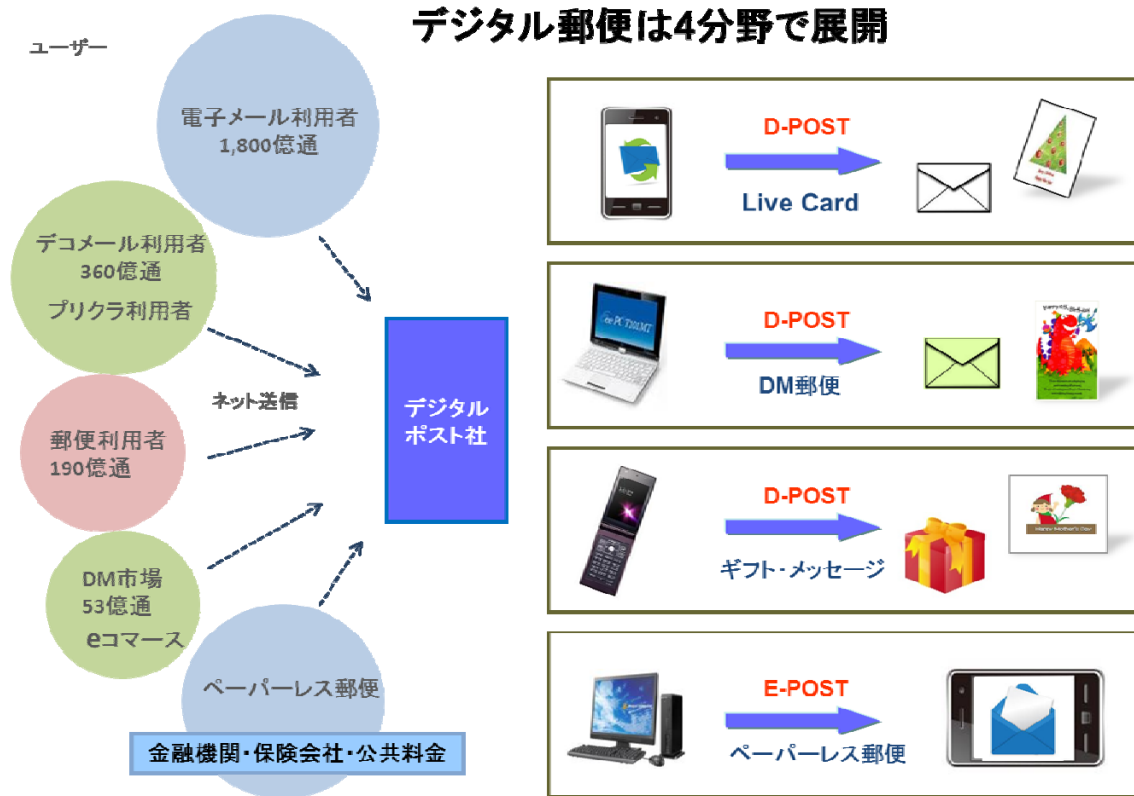 デジタル郵便は4分野で展開
ユーザー
電子メール利用者
1,800億通
デコメール利用者
360億通
プリクラ利用者
郵便利用者
190億通
DM市場
53億通
eコマース
ペーパーレス郵便
金融機関・保険会社・公共料金
ネット送信
デジタル
ポスト社
D-POST
Live Card
D-POST
DM郵便
D-POST
ギフト・メッセージ
Happy Mother's Day
E-POST
ペーパーレス郵便